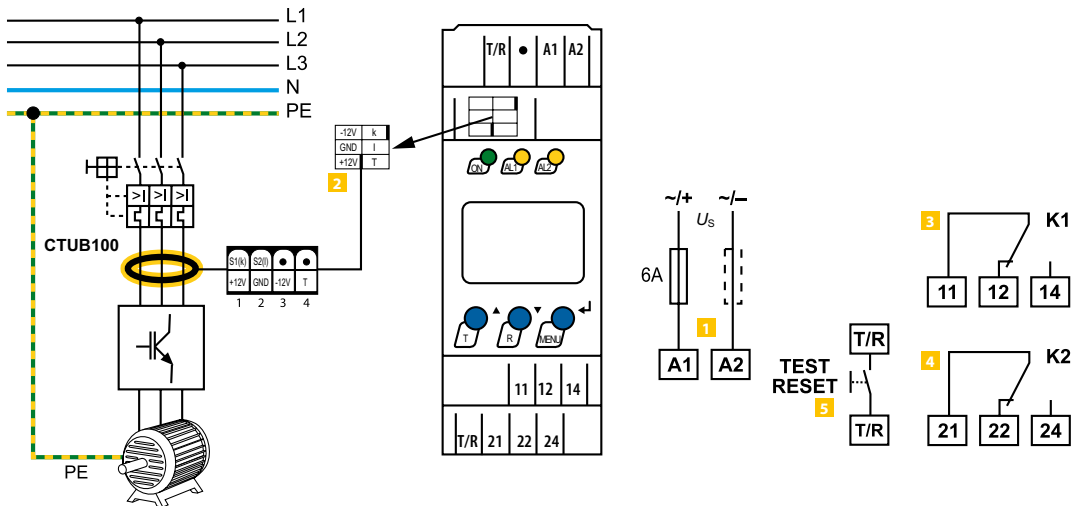 L1
L2
L3
N
PE
CTUB100
PE
S1(k) S2(l) ● ●
+12V GND -12V T
1 2 3 4
-12V k
GND l
+12V T
2
T/R ● A1 A2
ON AL1 AL2
T R MENU
11 12 14
T/R 21 22 24
~/+ ~/–
Us
6A
1
A1 A2
TEST
RESET
5
T/R
T/R
3
K1
11 12 14
4
K2
21 22 24